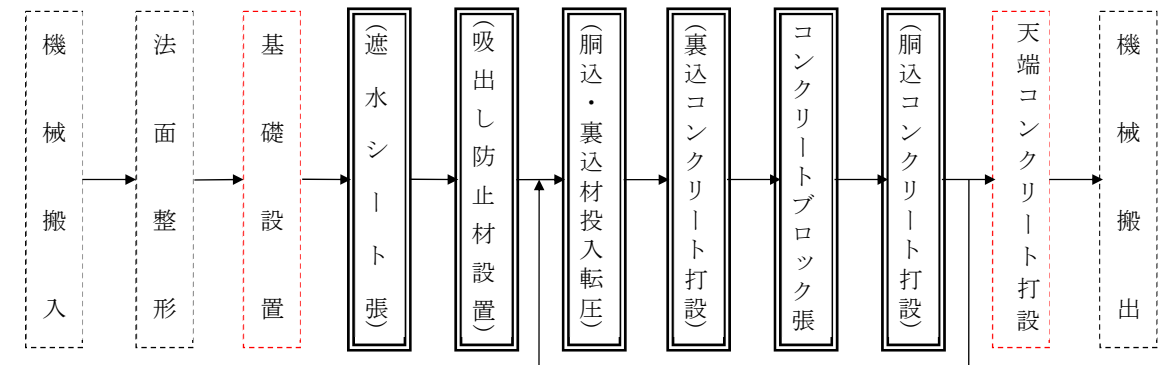 機械搬入
法面整形
基礎設置
(遮水シート張)
(吸出し防止材設置)
(胴込・裏込材投入転圧)
(裏込コンクリート打設)
コンクリートブロック張
(胴込コンクリート打設)
天端コンクリート打設
機械搬出